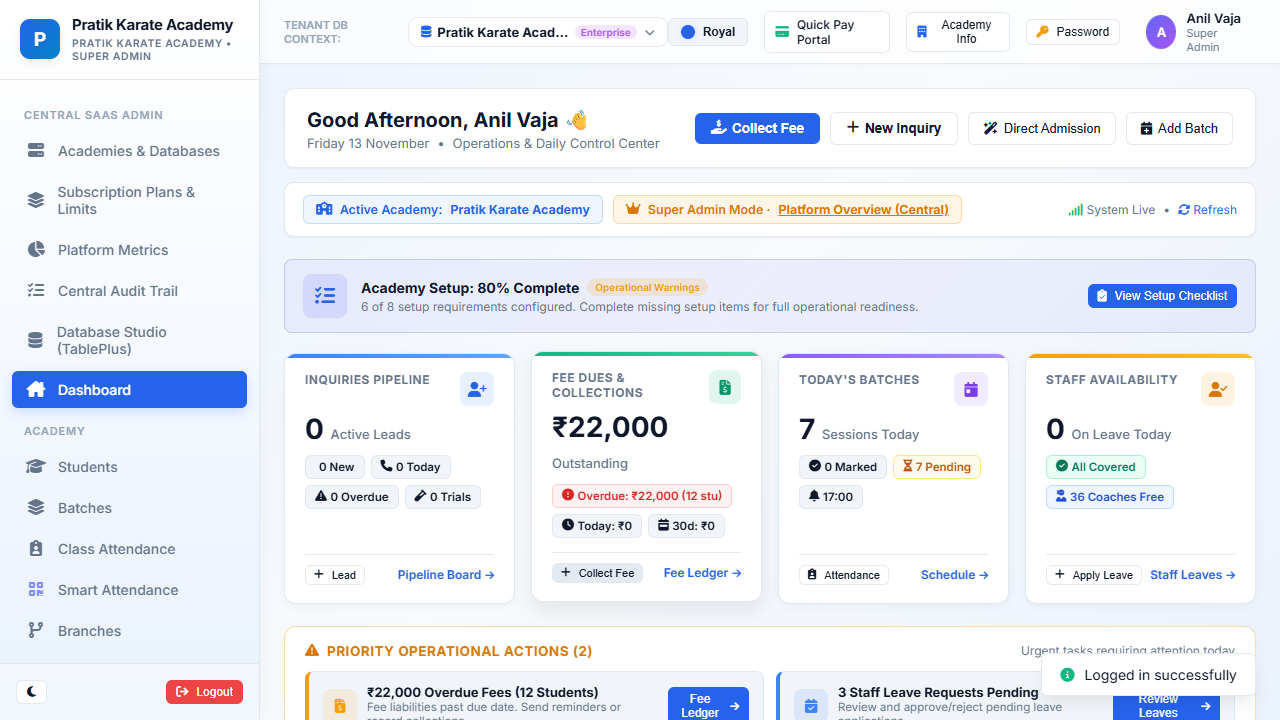 P
Pratik Karate Academy
PRATIK KARATE ACADEMY •
SUPER ADMIN
CENTRAL SAAS ADMIN
Academies & Databases
Subscription Plans &
Limits
Platform Metrics
Central Audit Trail
Database Studio
(TablePlus)
Dashboard
ACADEMY
Students
Batches
Class Attendance
Smart Attendance
Branches
Logout
TENANT DB
CONTEXT:
Pratik Karate Acad... Enterprise
Royal
Quick Pay
Portal
Academy
Info
Password
A
Anil Vaja
Super
Admin
Good Afternoon, Anil Vaja 👋
Friday 13 November • Operations & Daily Control Center
Collect Fee
New Inquiry
Direct Admission
Add Batch
Active Academy: Pratik Karate Academy
Super Admin Mode · Platform Overview (Central)
System Live • Refresh
Academy Setup: 80% Complete Operational Warnings
6 of 8 setup requirements configured. Complete missing setup items for full operational readiness.
View Setup Checklist
INQUIRIES PIPELINE
0 Active Leads
0 New
0 Today
0 Overdue
0 Trials
+ Lead
Pipeline Board →
FEE DUES &
COLLECTIONS
₹22,000
Outstanding
Overdue: ₹22,000 (12 stu)
Today: ₹0
30d: ₹0
+ Collect Fee
Fee Ledger →
TODAY'S BATCHES
7 Sessions Today
0 Marked
7 Pending
17:00
Attendance
Schedule →
STAFF AVAILABILITY
0 On Leave Today
All Covered
36 Coaches Free
+ Apply Leave
Staff Leaves →
PRIORITY OPERATIONAL ACTIONS (2)
Urgent tasks requiring attention today
₹22,000 Overdue Fees (12 Students)
Fee liabilities past due date. Send reminders or
record collections.
Fee
Ledger →
3 Staff Leave Requests Pending
Review and approve/reject pending leave
applications.
Review
Leaves →
Logged in successfully